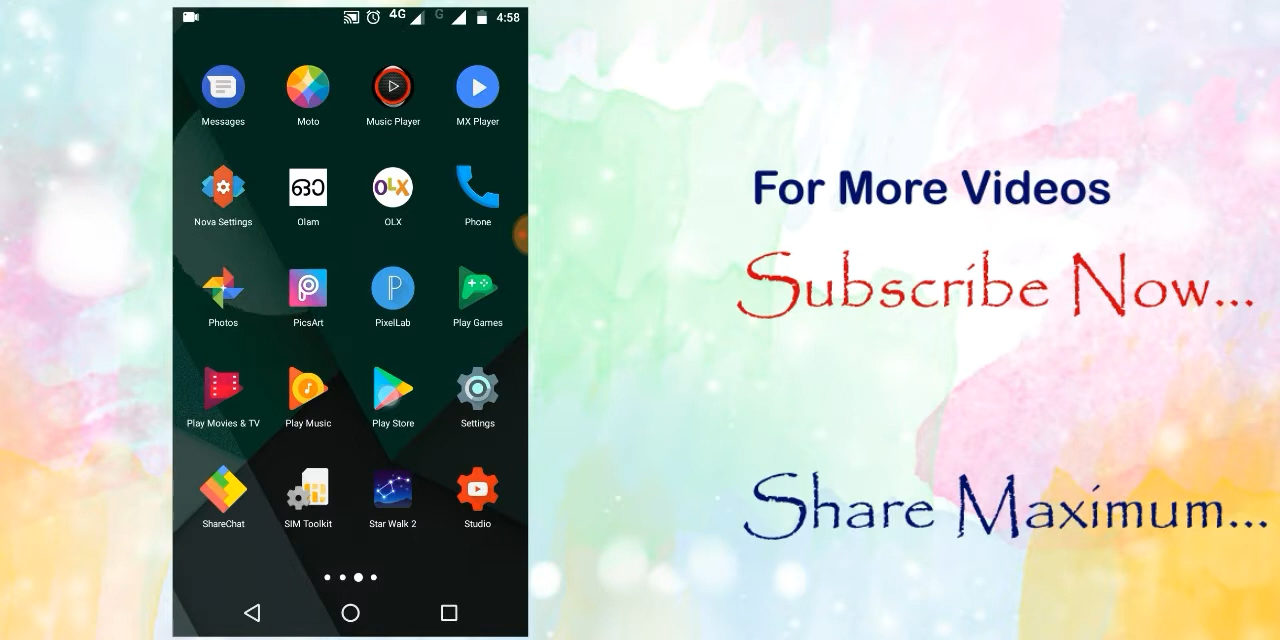 4G G 4:58
Messages Moto Music Player MX Player
ഓ OLX
Nova Settings Olam OLX Phone
Photos PicsArt PixelLab Play Games
Play Movies & TV Play Music Play Store Settings
ShareChat SIM Toolkit Star Walk 2 Studio
For More Videos
Subscribe Now...
Share Maximum...